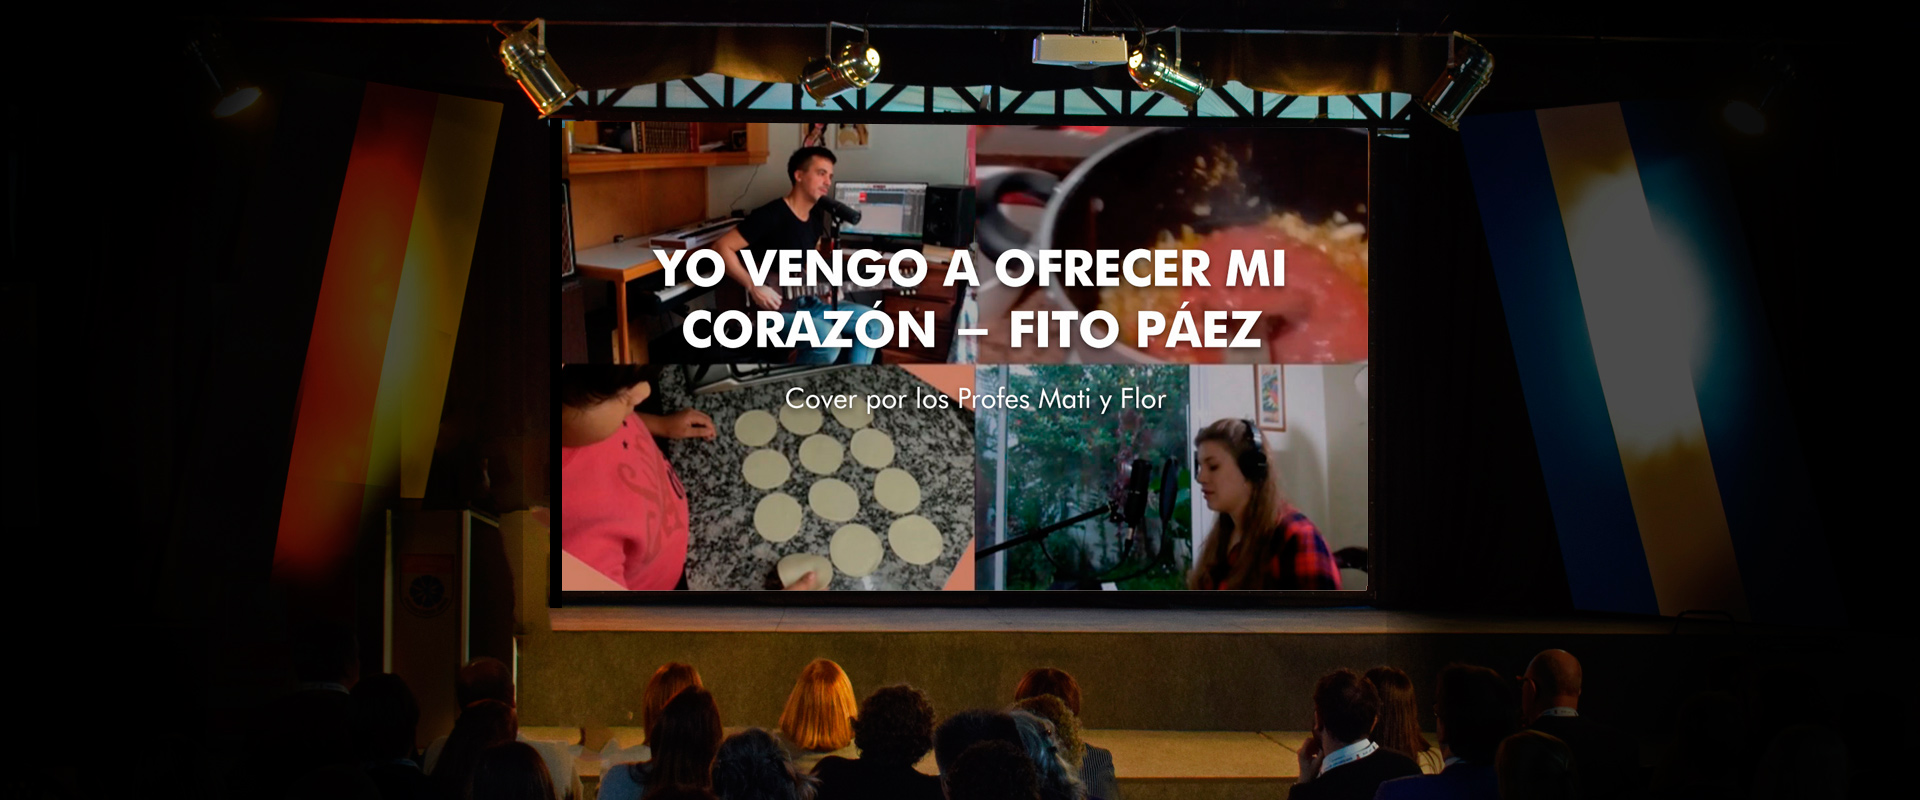 YO VENGO A OFRECER MI
CORAZÓN – FITO PÁEZ
Cover por los Profes Mati y Flor